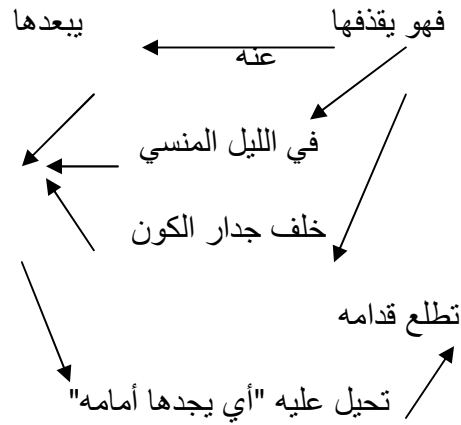 فهو يقذفها يبعدها
عنه
في الليل المنسي
خلف جدار الكون
تطلع قدامه
تحيل عليه "أي يجدها أمامه"